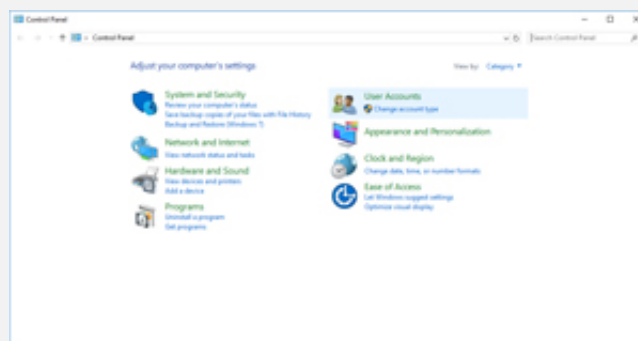 Control Panel
Control Panel
Search Control Panel
Adjust your computer's settings
View by: Category
System and Security
Review your computer's status
Save backup copies of your files with File History
Backup and Restore (Windows 7)
Network and Internet
View network status and tasks
Hardware and Sound
View devices and printers
Add a device
Programs
Uninstall a program
Get programs
User Accounts
Change account type
Appearance and Personalization
Clock and Region
Change date, time, or number formats
Ease of Access
Let Windows suggest settings
Optimize visual display